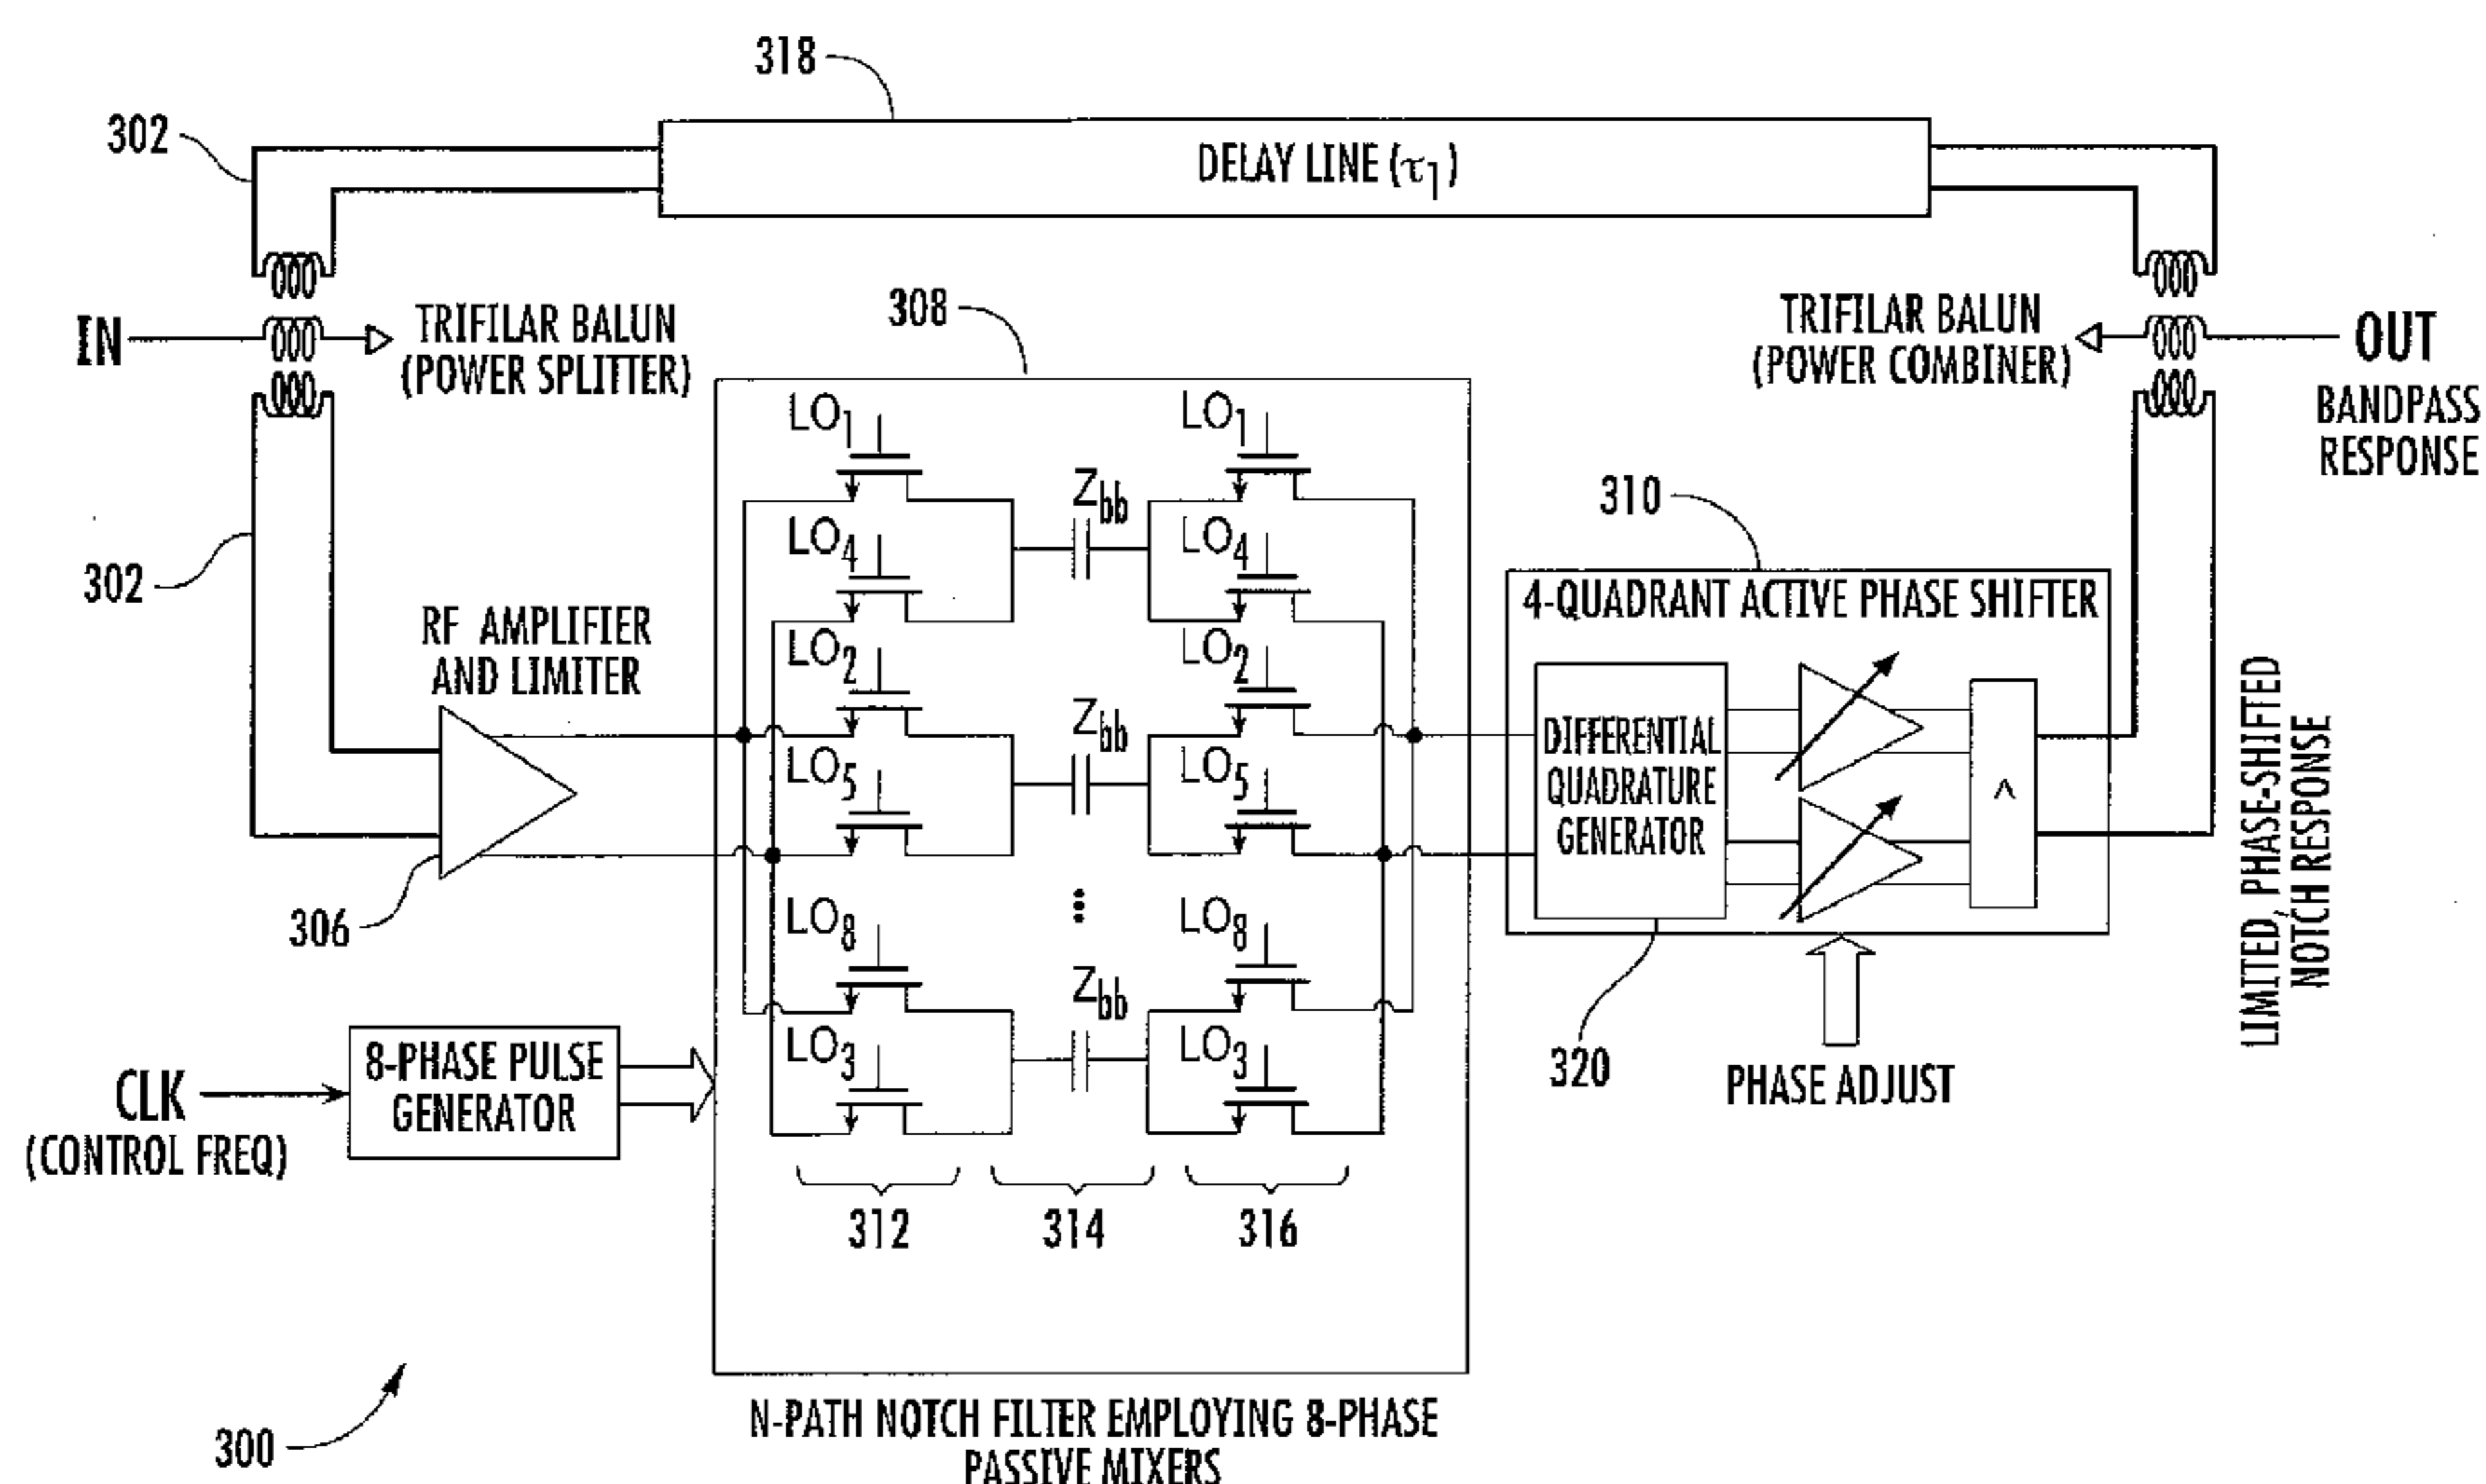 318
302
DELAY LINE (τ1)
IN
TRIFILAR BALUN
(POWER SPLITTER)
308
TRIFILAR BALUN
(POWER COMBINER)
OUT
BANDPASS
RESPONSE
302
RF AMPLIFIER
AND LIMITER
306
LO1
LO4
LO2
LO5
LO8
LO3
Zbb
Zbb
Zbb
LO1
LO4
LO2
LO5
LO8
LO3
310
4-QUADRANT ACTIVE PHASE SHIFTER
DIFFERENTIAL
QUADRATURE
GENERATOR
^
LIMITED, PHASE-SHIFTED
NOTCH RESPONSE
320
PHASE ADJUST
CLK
(CONTROL FREQ)
8-PHASE PULSE
GENERATOR
312
314
316
300
N-PATH NOTCH FILTER EMPLOYING 8-PHASE
PASSIVE MIXERS